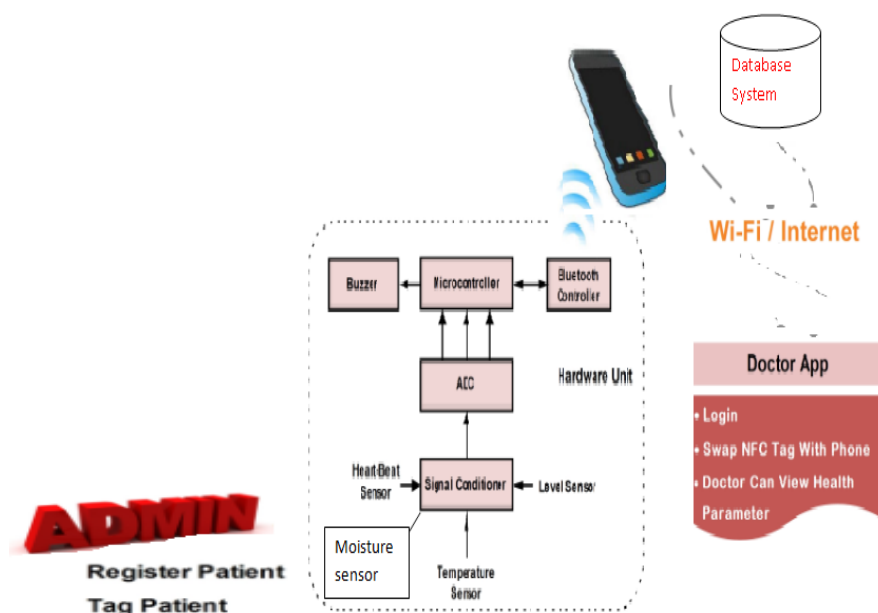 Database
System
Wi-Fi / Internet
Buzzer
Microcontroller
Bluetooth
Controller
ADC
Hardware Unit
Heart-Beat
Sensor
Signal Conditioner
Level Sensor
Moisture
sensor
Temperature
Sensor
Doctor App
• Login
• Swap NFC Tag With Phone
• Doctor Can View Health
Parameter
ADMIN
Register Patient
Tag Patient